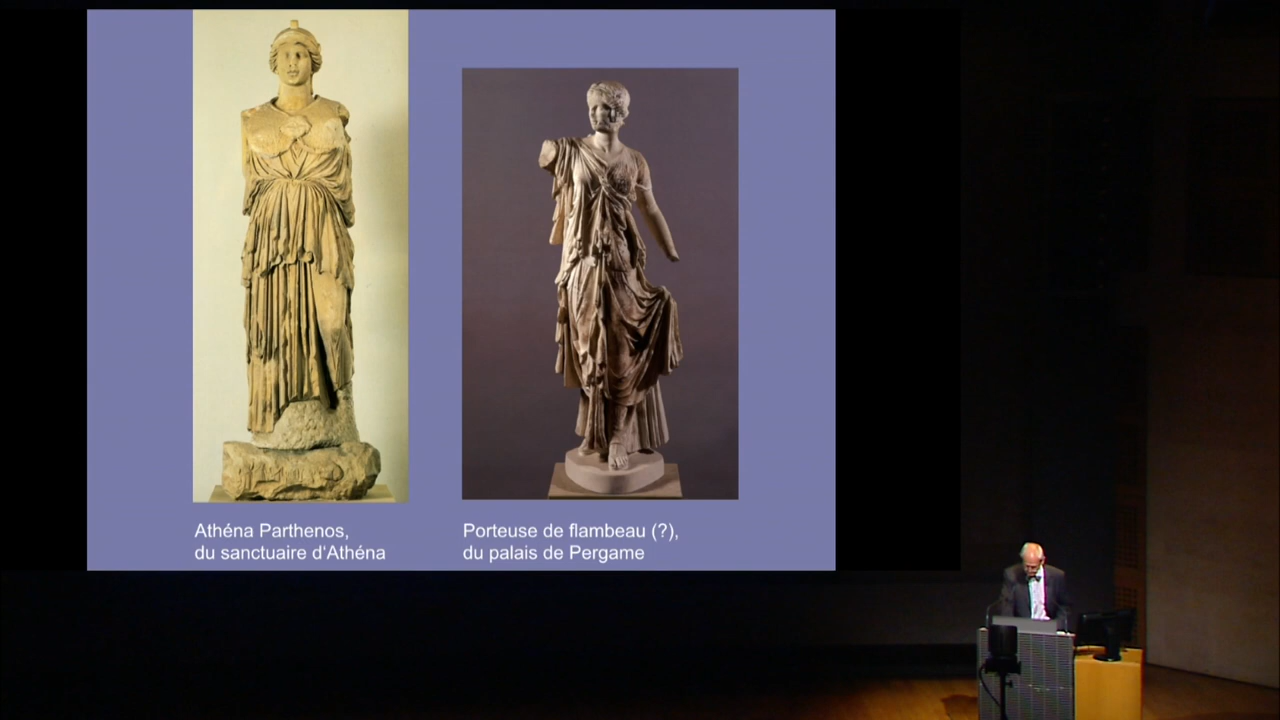 Athéna Parthenos,
du sanctuaire d'Athéna
Porteuse de flambeau (?),
du palais de Pergame